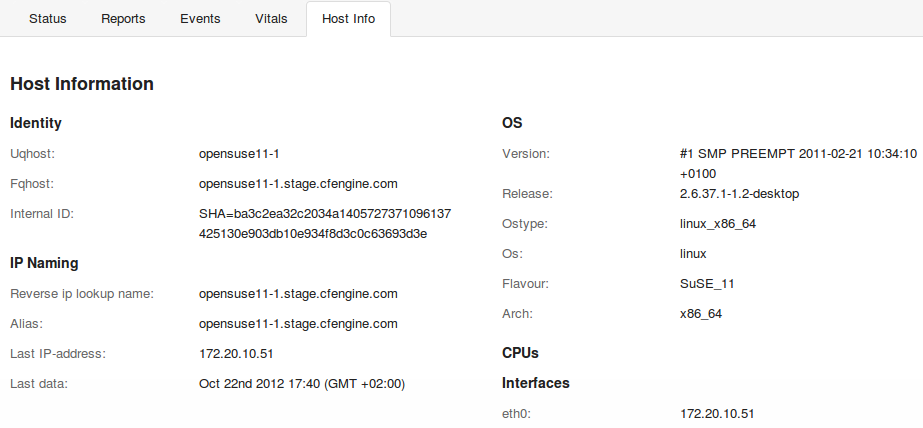 Status Reports Events Vitals Host Info
Host Information
Identity
Uqhost: opensuse11-1
Fqhost: opensuse11-1.stage.cfengine.com
Internal ID: SHA=ba3c2ea32c2034a1405727371096137
425130e903db10e934f8d3c0c63693d3e
IP Naming
Reverse ip lookup name: opensuse11-1.stage.cfengine.com
Alias: opensuse11-1.stage.cfengine.com
Last IP-address: 172.20.10.51
Last data: Oct 22nd 2012 17:40 (GMT +02:00)
OS
Version: #1 SMP PREEMPT 2011-02-21 10:34:10
+0100
Release: 2.6.37.1-1.2-desktop
Ostype: linux_x86_64
Os: linux
Flavour: SuSE_11
Arch: x86_64
CPUs
Interfaces
eth0: 172.20.10.51